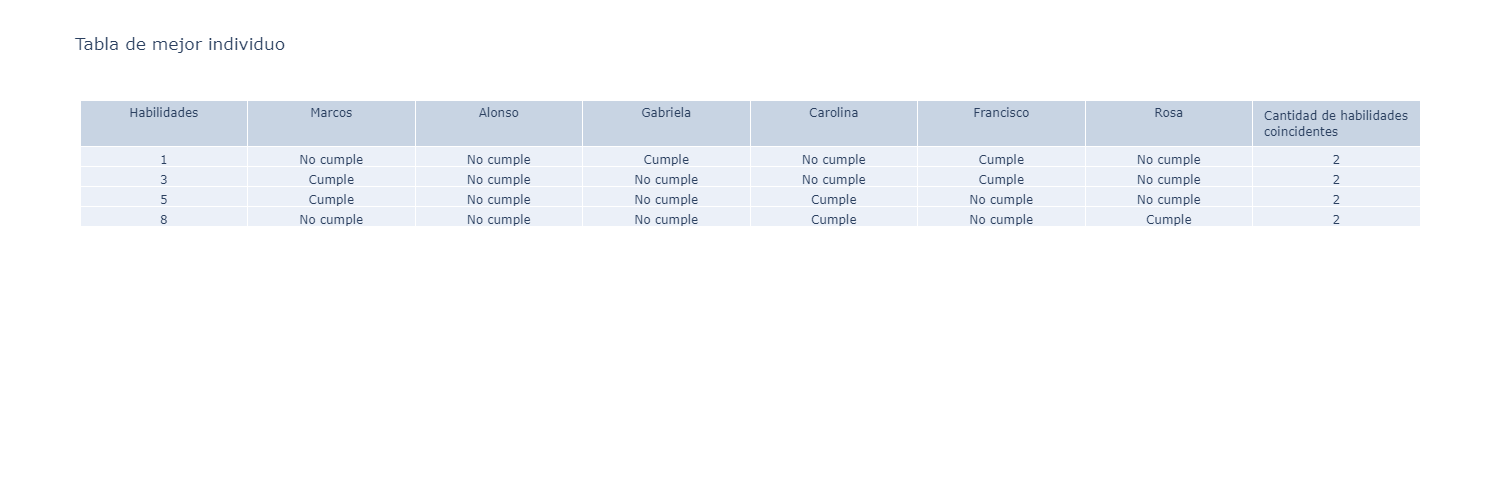 Tabla de mejor individuo
Habilidades Marcos Alonso Gabriela Carolina Francisco Rosa Cantidad de habilidades
coincidentes
1 No cumple No cumple Cumple No cumple Cumple No cumple 2
3 Cumple No cumple No cumple No cumple Cumple No cumple 2
5 Cumple No cumple No cumple Cumple No cumple No cumple 2
8 No cumple No cumple No cumple Cumple No cumple Cumple 2